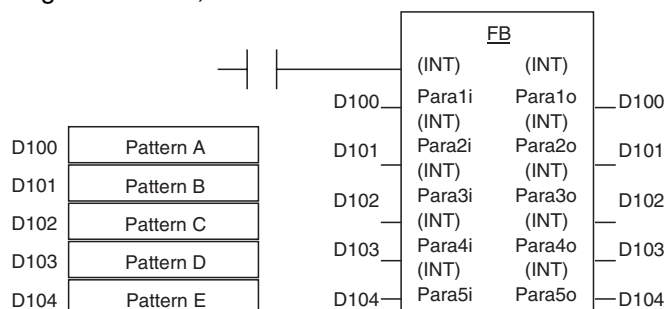 FB
(INT) (INT)
D100 Para1i Para1o D100
(INT) (INT)
D100 Pattern A D101 Para2i Para2o D101
(INT) (INT)
D101 Pattern B
D102 Para3i Para3o D102
D102 Pattern C (INT) (INT)
D103 Para4i Para4o D103
D103 Pattern D (INT) (INT)
D104 Pattern E D104 Para5i Para5o D104